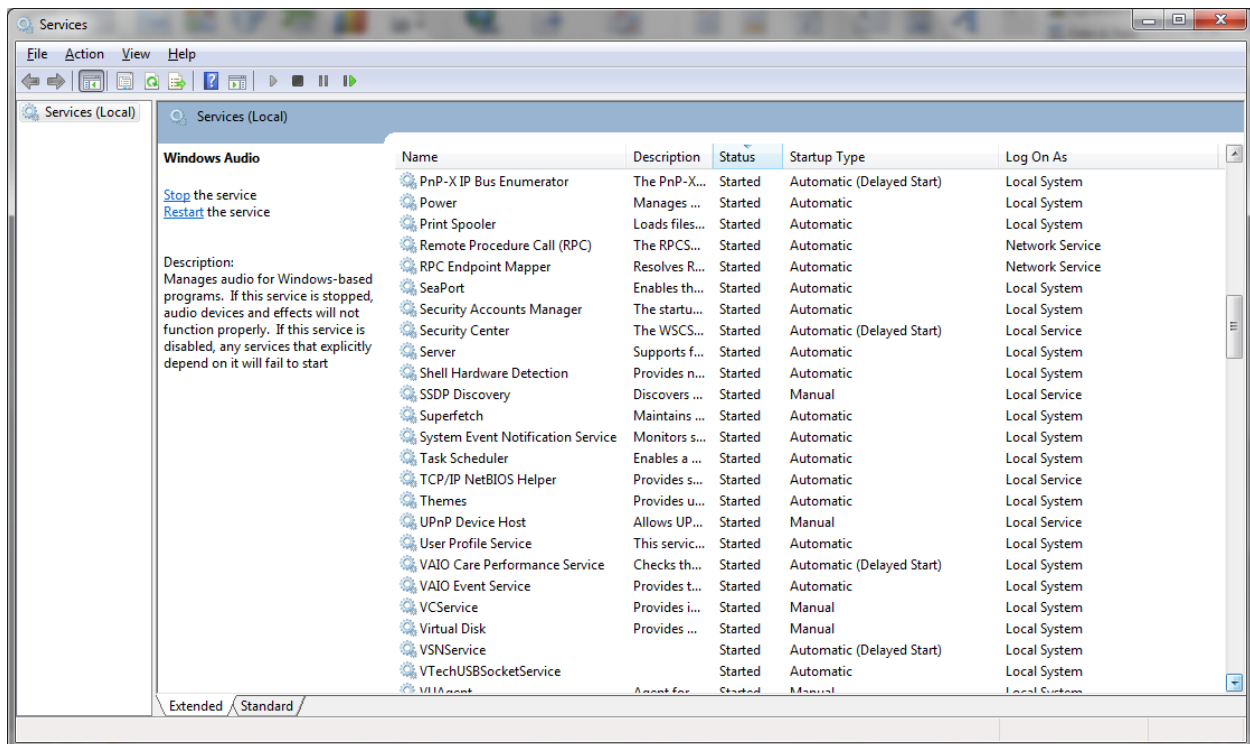 Services
File Action View Help
Services (Local)
Services (Local)
Windows Audio
Stop the service
Restart the service
Description:
Manages audio for Windows-based
programs. If this service is stopped,
audio devices and effects will not
function properly. If this service is
disabled, any services that explicitly
depend on it will fail to start
Name Description Status Startup Type Log On As
PnP-X IP Bus Enumerator The PnP-X... Started Automatic (Delayed Start) Local System
Power Manages ... Started Automatic Local System
Print Spooler Loads files... Started Automatic Local System
Remote Procedure Call (RPC) The RPCS... Started Automatic Network Service
RPC Endpoint Mapper Resolves R... Started Automatic Network Service
SeaPort Enables th... Started Automatic Local System
Security Accounts Manager The startu... Started Automatic Local System
Security Center The WSCS... Started Automatic (Delayed Start) Local Service
Server Supports f... Started Automatic Local System
Shell Hardware Detection Provides n... Started Automatic Local System
SSDP Discovery Discovers ... Started Manual Local Service
Superfetch Maintains ... Started Automatic Local System
System Event Notification Service Monitors s... Started Automatic Local System
Task Scheduler Enables a ... Started Automatic Local System
TCP/IP NetBIOS Helper Provides s... Started Automatic Local Service
Themes Provides u... Started Automatic Local System
UPnP Device Host Allows UP... Started Manual Local Service
User Profile Service This servic... Started Automatic Local System
VAIO Care Performance Service Checks th... Started Automatic (Delayed Start) Local System
VAIO Event Service Provides t... Started Automatic Local System
VCService Provides i... Started Manual Local System
Virtual Disk Provides ... Started Manual Local System
VSNService Started Automatic (Delayed Start) Local System
VTechUSBSocketService Started Automatic Local System
VUAgent Agent for Started Manual Local System
Extended Standard